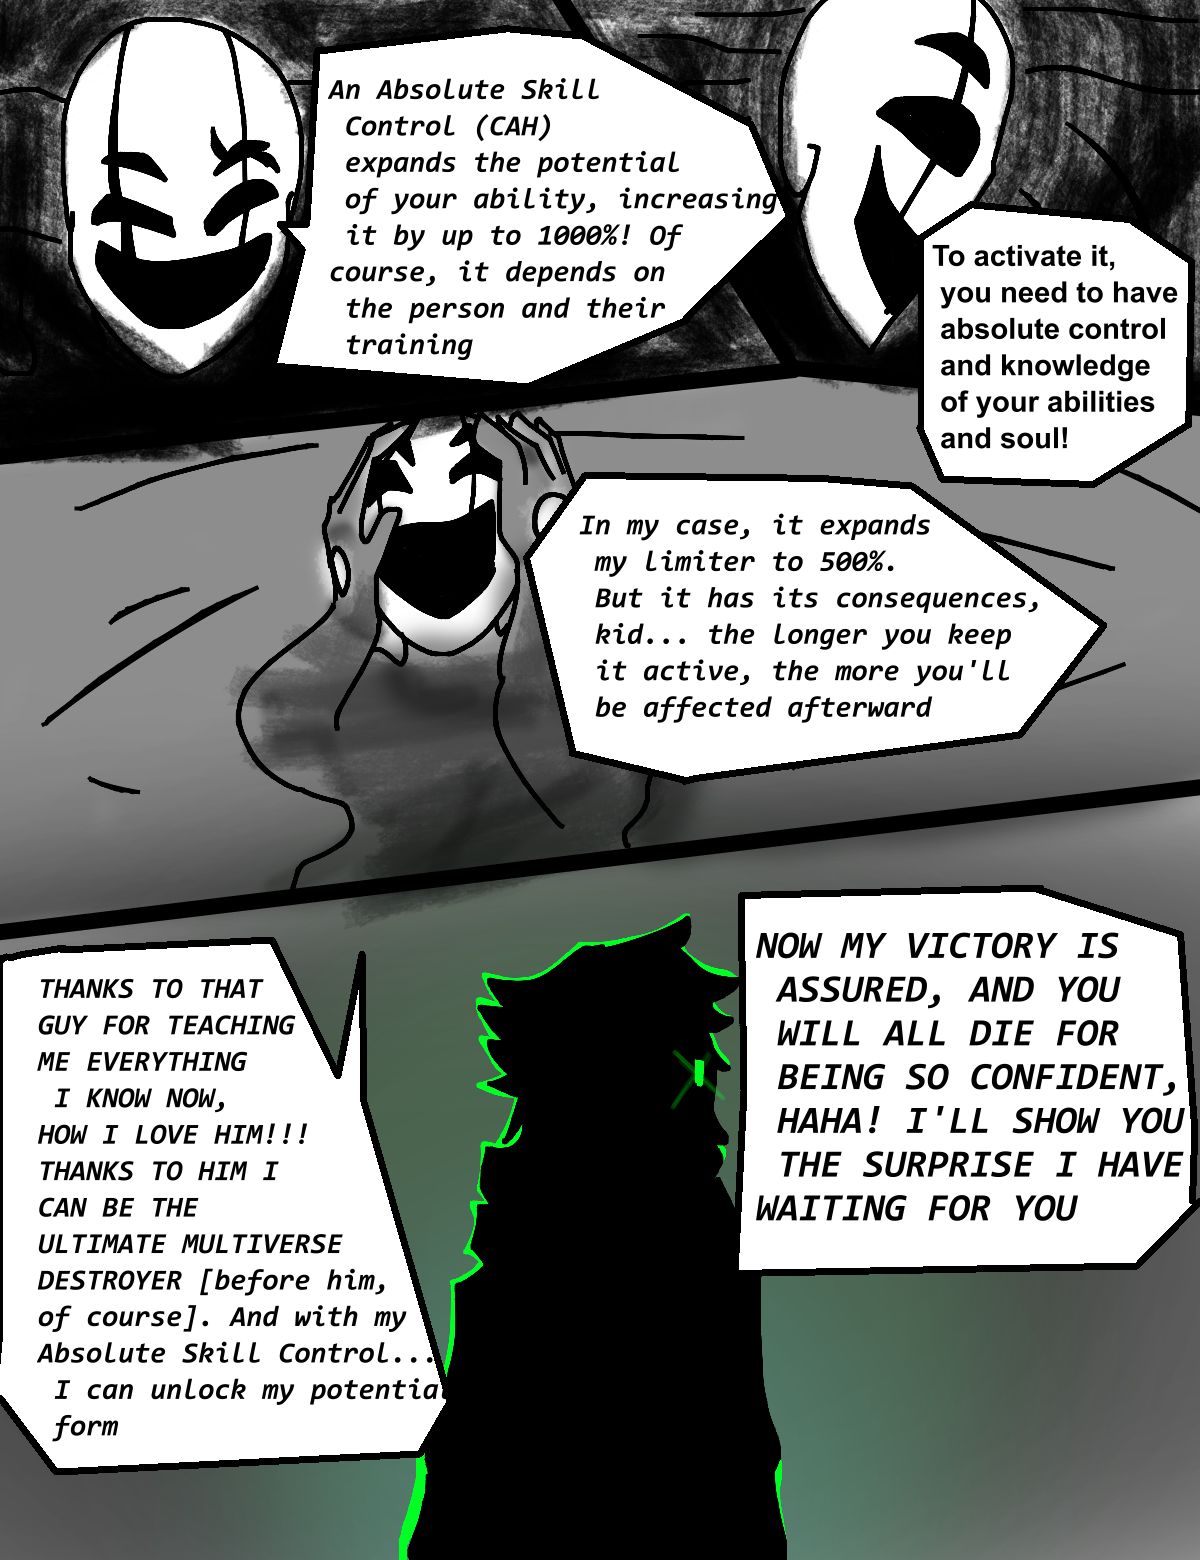 An Absolute Skill
Control (CAH)
expands the potential
of your ability, increasing
it by up to 1000%! Of
course, it depends on
the person and their
training
To activate it,
you need to have
absolute control
and knowledge
of your abilities
and soul!
In my case, it expands
my limiter to 500%.
But it has its consequences,
kid... the longer you keep
it active, the more you'll
be affected afterward
THANKS TO THAT
GUY FOR TEACHING
ME EVERYTHING
I KNOW NOW,
HOW I LOVE HIM!!!
THANKS TO HIM I
CAN BE THE
ULTIMATE MULTIVERSE
DESTROYER [before him,
of course]. And with my
Absolute Skill Control...
I can unlock my potential
form
NOW MY VICTORY IS
ASSURED, AND YOU
WILL ALL DIE FOR
BEING SO CONFIDENT,
HAHA! I'LL SHOW YOU
THE SURPRISE I HAVE
WAITING FOR YOU